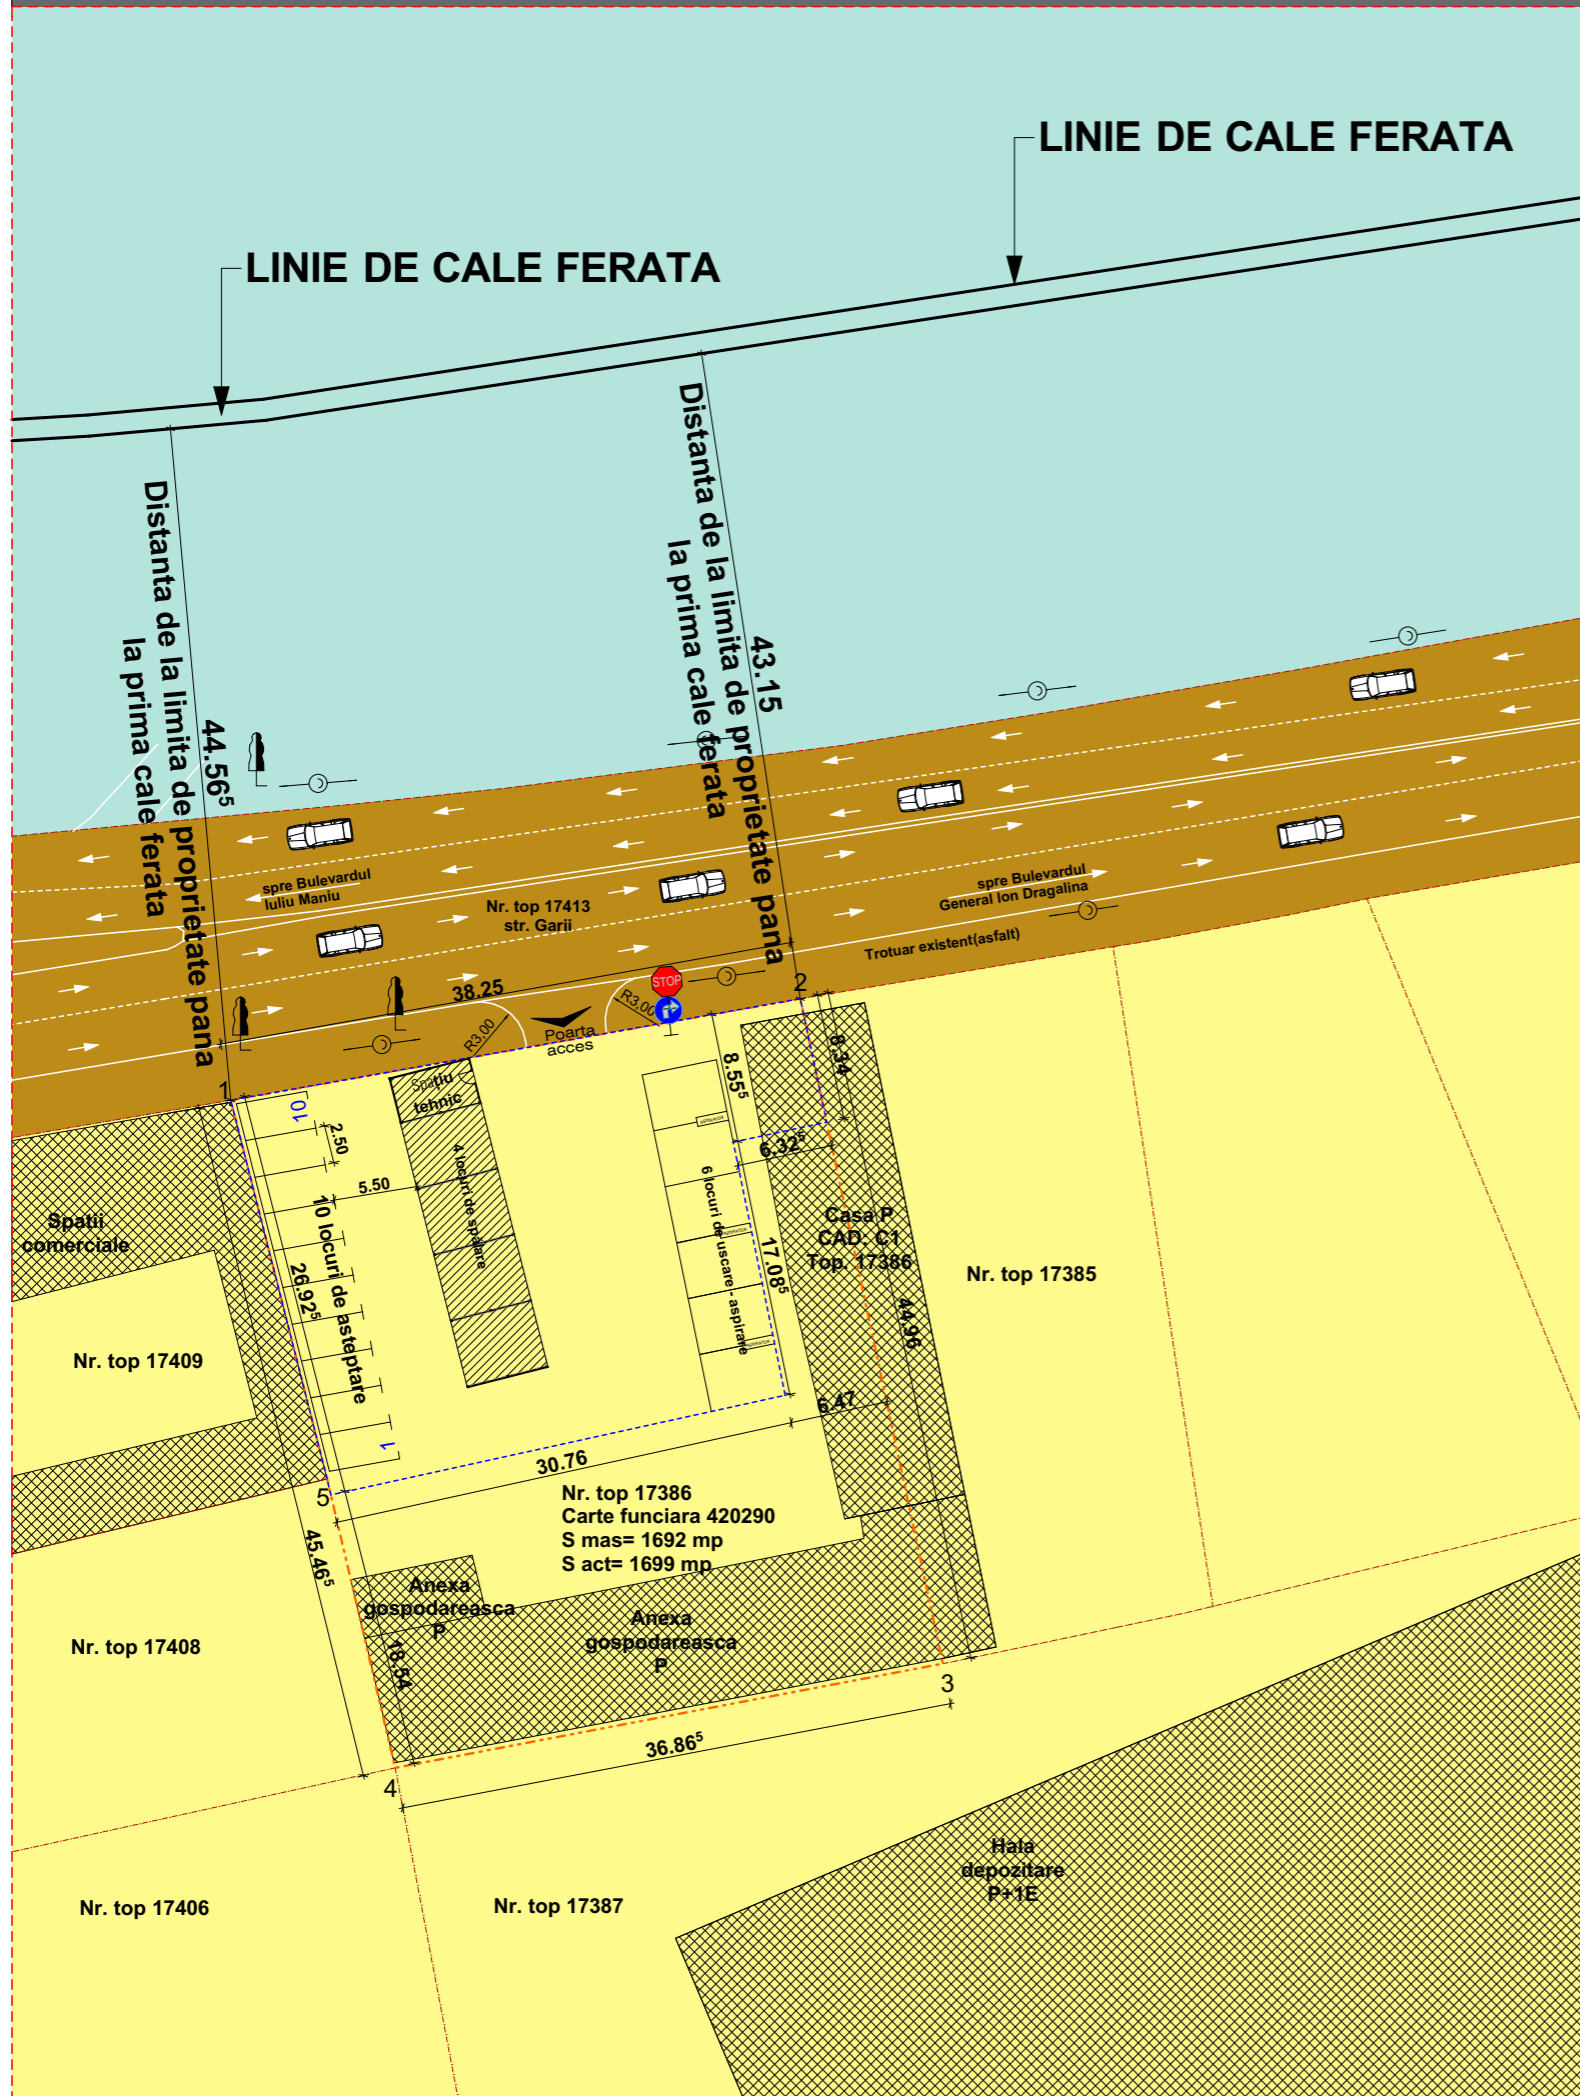 LINIE DE CALE FERATA
LINIE DE CALE FERATA
Distanta de la limita de proprietate pana
la prima cale ferata
44.56⁵
Distanta de la limita de proprietate pana
la prima cale ferata
43.15
spre Bulevardul
Iuliu Maniu
Nr. top 17413
str. Garii
spre Bulevardul
General Ion Dragalina
Trotuar existent(asfalt)
38.25
STOP
R3,00
R3,00
Poarta
acces
1
2
Spatiu
tehnic
10
2.50
5.50
8.55⁵
8.34
6.32⁵
4 locuri de spălare
6 locuri de uscare - aspirare
10 locuri de asteptare
26.92⁵
17.08⁵
Spatii
comerciale
Casa P
CAD: C1
Top. 17386
Nr. top 17385
44.96
Nr. top 17409
1
6.47
30.76
5
Nr. top 17386
Carte funciara 420290
S mas= 1692 mp
S act= 1699 mp
45.46⁵
Anexa
gospodareasca
P
Anexa
gospodareasca
P
Nr. top 17408
18.54
3
36.86⁵
4
Hala
depozitare
P+1E
Nr. top 17406
Nr. top 17387